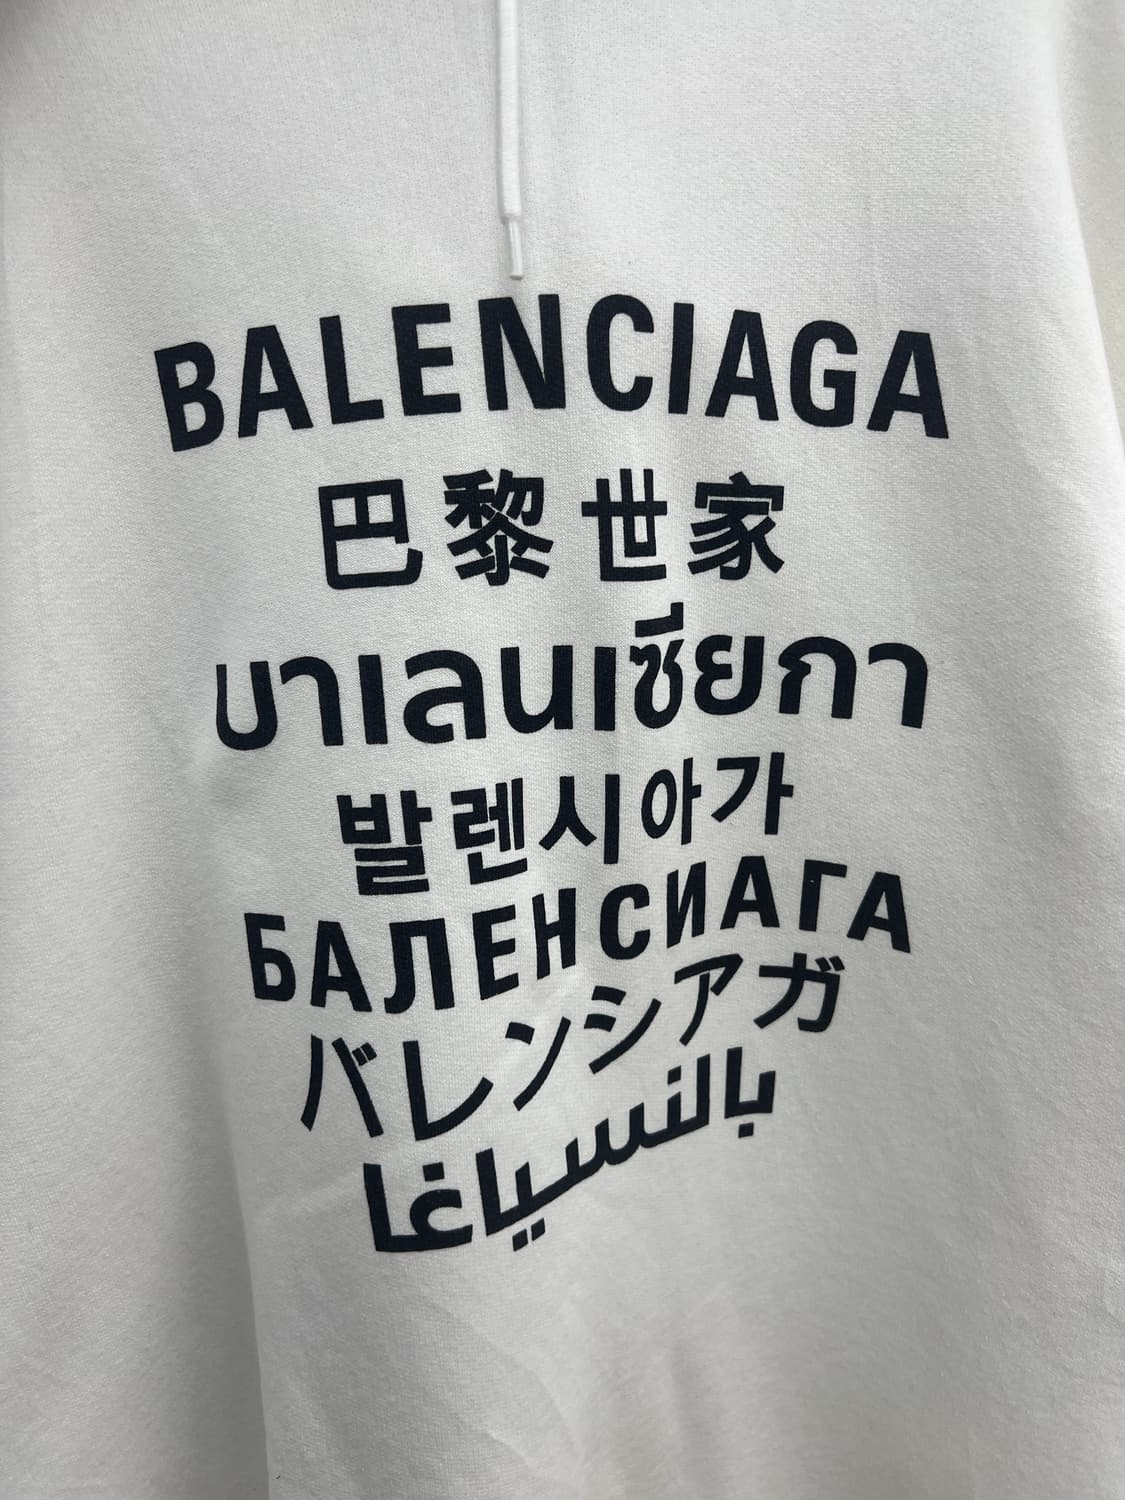 BALENCIAGA
巴黎世家
บาเลนเซียกา
발렌시아가
БАЛЕНСИАГА
バレンシアガ
بالنسياغا